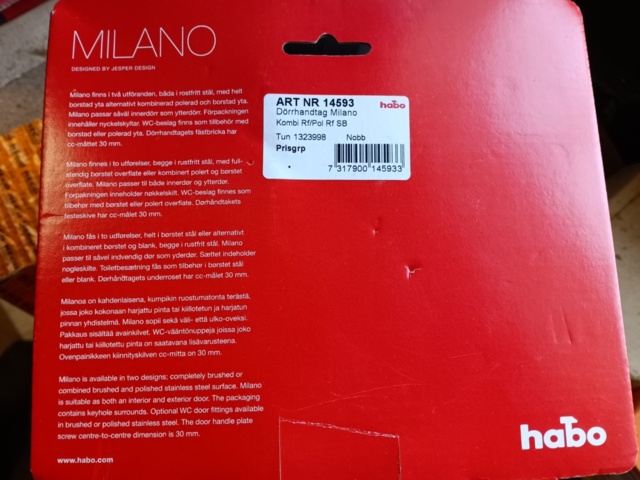 MILANO
DESIGNED BY JESPER DESIGN
Milano finns i två utföranden, båda i rostfritt stål, med helt
borstad yta alternativt kombinerad polerad och borstad yta.
Milano passar såväl innerdörr som ytterdörr. Förpackningen
innehåller nyckelskyltar. WC-beslag finns som tillbehör med
borstad eller polerad yta. Dörrhandtagets fästbricka har
cc-måttet 30 mm.
Milano finnes i to utførelser, begge i rustfritt stål, med full-
stendig børstet overflate eller kombinert polert og børstet
overflate. Milano passer til både innerdør og ytterdør.
Forpakningen inneholder nøkkelskilt. WC-beslag finnes som
tilbehør med børstet eller polert overflate. Dørhåndtakets
festeskive har cc-målet 30 mm.
Milano fås i to udførelser, helt i børstet stål eller alternativt
i kombineret børstet og blank, begge i rustfrit stål. Milano
passer til såvel indvendig dør som yderdør. Sættet indeholder
nøgleskilte. Toiletbesætning fås som tilbehør i børstet stål
eller blank. Dørhåndtagets underroset har cc-målet 30 mm.
Milanoa on kahdenlaisena, kumpikin ruostumatonta terästä,
jossa joko kokonaan harjattu pinta tai kiillotetun ja harjatun
pinnan yhdistelmä. Milano sopii sekä väli- että ulko-oveksi.
Pakkaus sisältää avainkilvet. WC-vääntönuppeja joissa joko
harjattu tai kiillotettu pinta on saatavana lisävarusteena.
Ovenpainikkeen kiinnityskilven cc-mitta on 30 mm.
Milano is available in two designs; completely brushed or
combined brushed and polished stainless steel surface. Milano
is suitable as both an interior and exterior door. The packaging
contains keyhole surrounds. Optional WC door fittings available
in brushed or polished stainless steel. The door handle plate
screw centre-to-centre dimension is 30 mm.
www.habo.com
ART NR 14593 habo
Dörrhandtag Milano
Kombi Rf/Pol Rf SB
Tun 1323998 Nobb
Prisgrp
7 317900 145933
habo